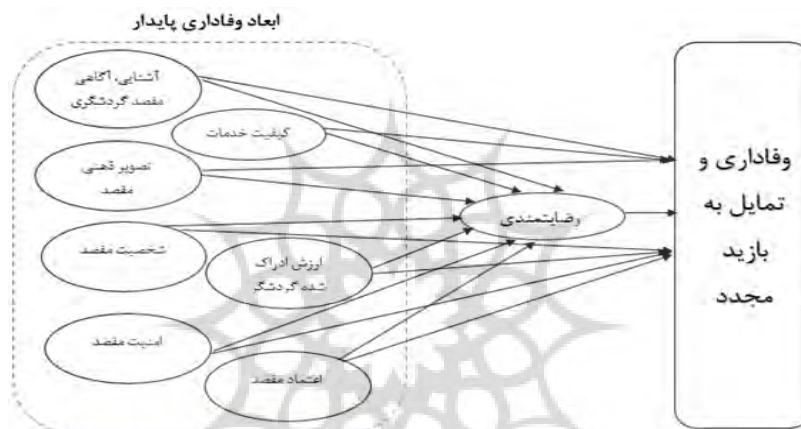 ابعاد وفاداری پایدار
آشنایی، آگاهی
مقصد گردشگری
کیفیت خدمات
تصویر ذهنی
مقصد
شخصیت مقصد
ارزش ادراک
شده گردشگر
امنیت مقصد
اعتماد مقصد
رضایتمندی
وفاداری و
تمایل به
بازید
مجدد